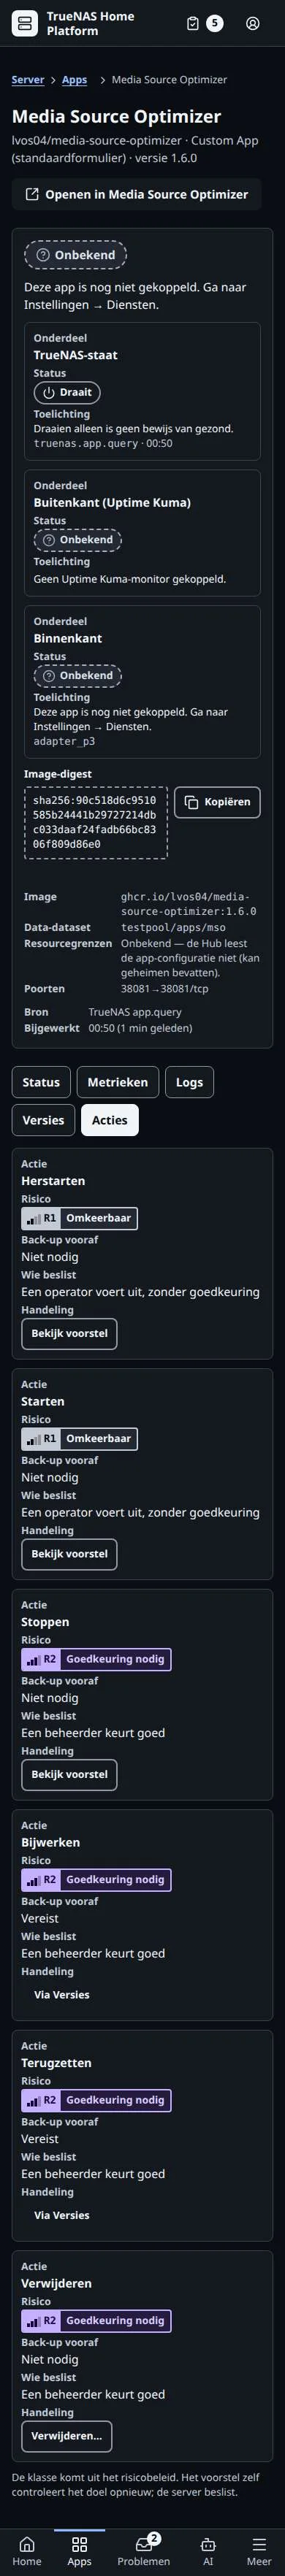 TrueNAS Home
Platform
5
Server > Apps > Media Source Optimizer
Media Source Optimizer
lvos04/media-source-optimizer · Custom App
(standaardformulier) · versie 1.6.0
Openen in Media Source Optimizer
Onbekend
Deze app is nog niet gekoppeld. Ga naar
Instellingen → Diensten.
Onderdeel
TrueNAS-staat
Status
Draait
Toelichting
Draaien alleen is geen bewijs van gezond.
truenas.app.query · 00:50
Onderdeel
Buitenkant (Uptime Kuma)
Status
Onbekend
Toelichting
Geen Uptime Kuma-monitor gekoppeld.
Onderdeel
Binnenkant
Status
Onbekend
Toelichting
Deze app is nog niet gekoppeld. Ga naar
Instellingen → Diensten.
adapter_p3
Image-digest
sha256:90c518d6c9510
585b24441b29727214db
c033daaf24fadb66bc83
06f809d86e0
Kopiëren
Image ghcr.io/lvos04/media-
source-optimizer:1.6.0
Data-dataset testpool/apps/mso
Resourcegrenzen Onbekend — de Hub leest
de app-configuratie niet (kan
geheimen bevatten).
Poorten 38081→38081/tcp
Bron TrueNAS app.query
Bijgewerkt 00:50 (1 min geleden)
Status Metrieken Logs
Versies Acties
Actie
Herstarten
Risico
R1 Omkeerbaar
Back-up vooraf
Niet nodig
Wie beslist
Een operator voert uit, zonder goedkeuring
Handeling
Bekijk voorstel
Actie
Starten
Risico
R1 Omkeerbaar
Back-up vooraf
Niet nodig
Wie beslist
Een operator voert uit, zonder goedkeuring
Handeling
Bekijk voorstel
Actie
Stoppen
Risico
R2 Goedkeuring nodig
Back-up vooraf
Niet nodig
Wie beslist
Een beheerder keurt goed
Handeling
Bekijk voorstel
Actie
Bijwerken
Risico
R2 Goedkeuring nodig
Back-up vooraf
Vereist
Wie beslist
Een beheerder keurt goed
Handeling
Via Versies
Actie
Terugzetten
Risico
R2 Goedkeuring nodig
Back-up vooraf
Vereist
Wie beslist
Een beheerder keurt goed
Handeling
Via Versies
Actie
Verwijderen
Risico
R2 Goedkeuring nodig
Back-up vooraf
Niet nodig
Wie beslist
Een beheerder keurt goed
Handeling
Verwijderen...
De klasse komt uit het risicobeleid. Het voorstel zelf
controleert het doel opnieuw; de server beslist.
2
Home Apps Problemen AI Meer